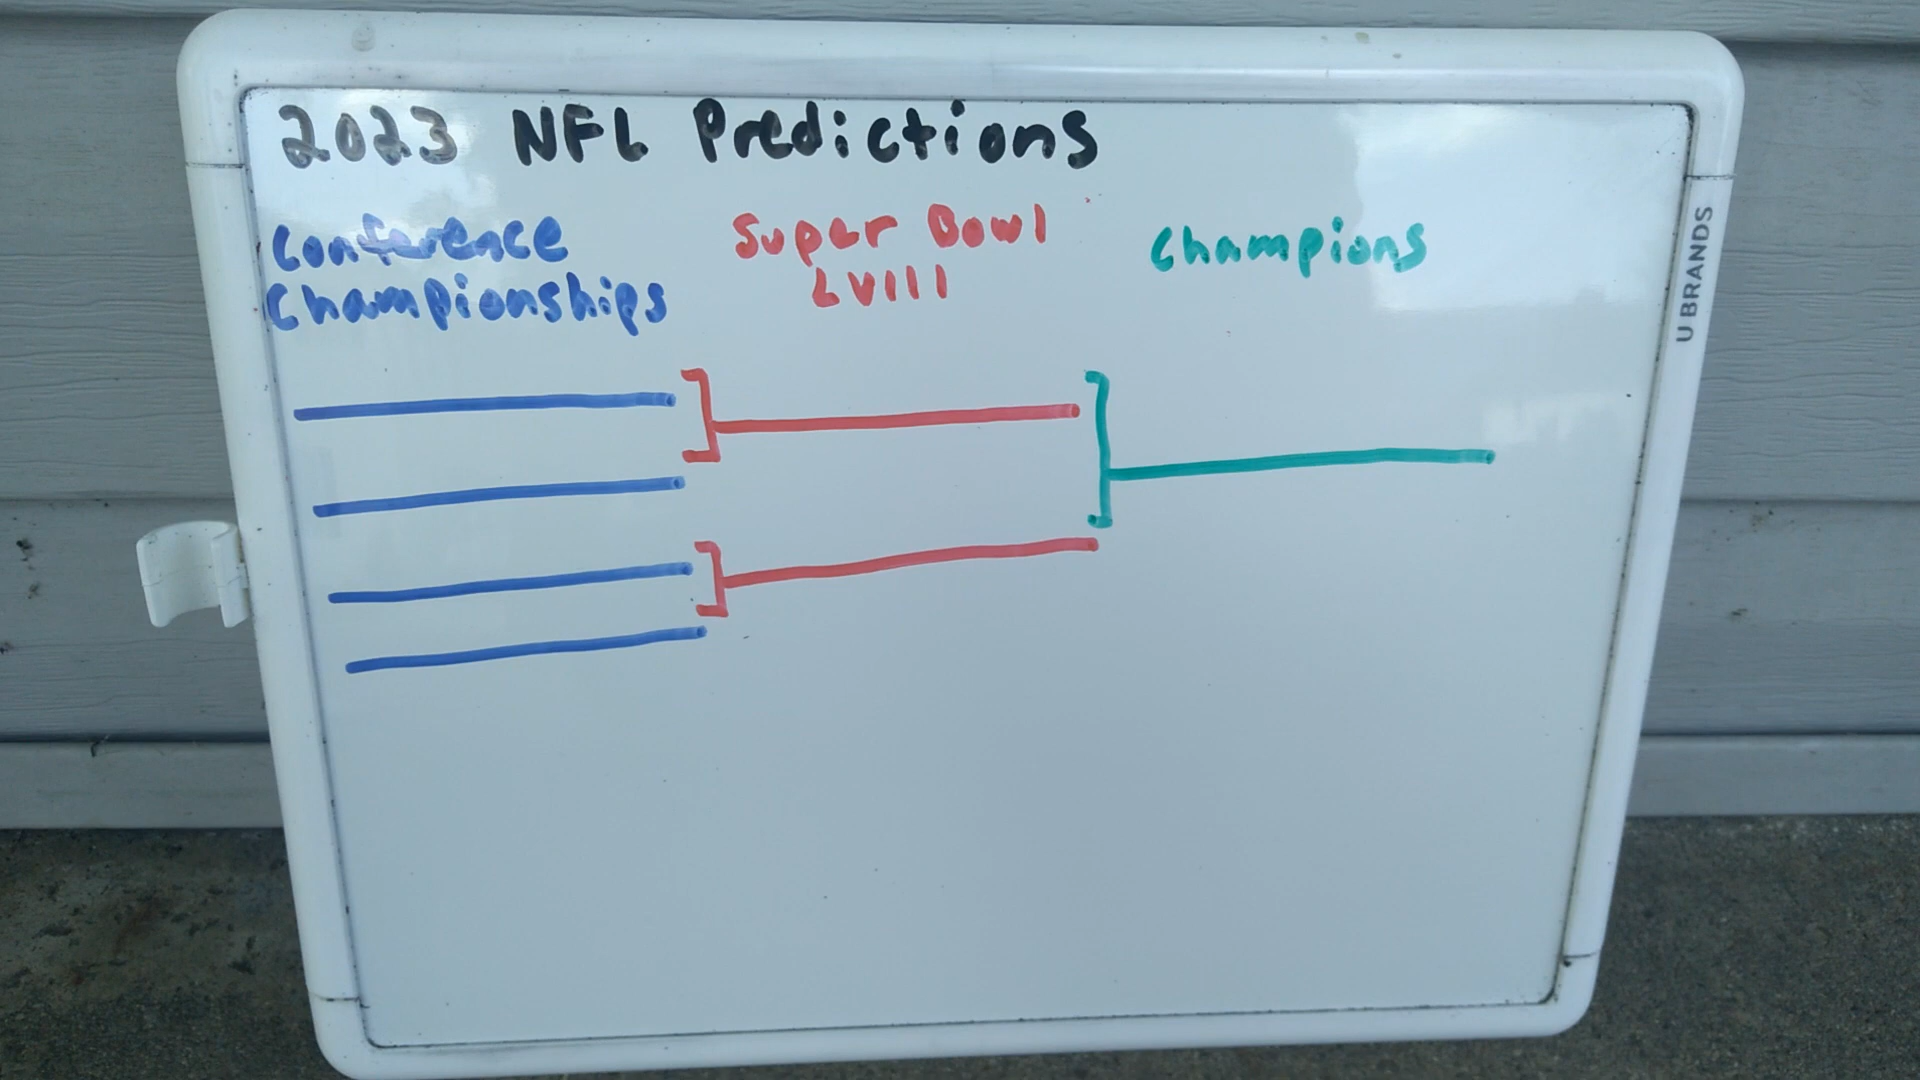 2023 NFL Predictions
Conference
Championships
Super Bowl
LVIII
Champions
U BRANDS